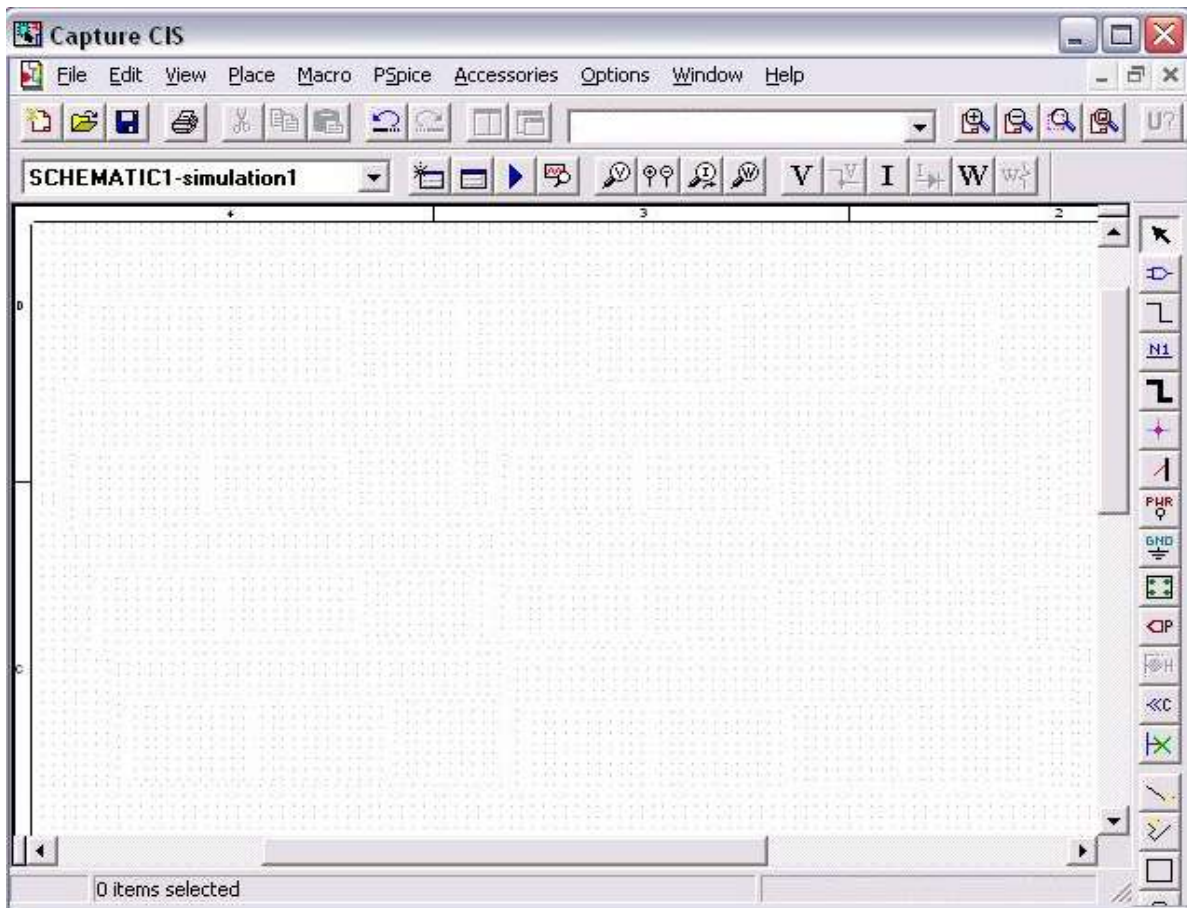 Capture CIS
File Edit View Place Macro PSpice Accessories Options Window Help
U?
SCHEMATIC1-simulation1
V I W V V I I W W
4 3 2
D
N1
PWR
GND
P
C
H
C
0 items selected